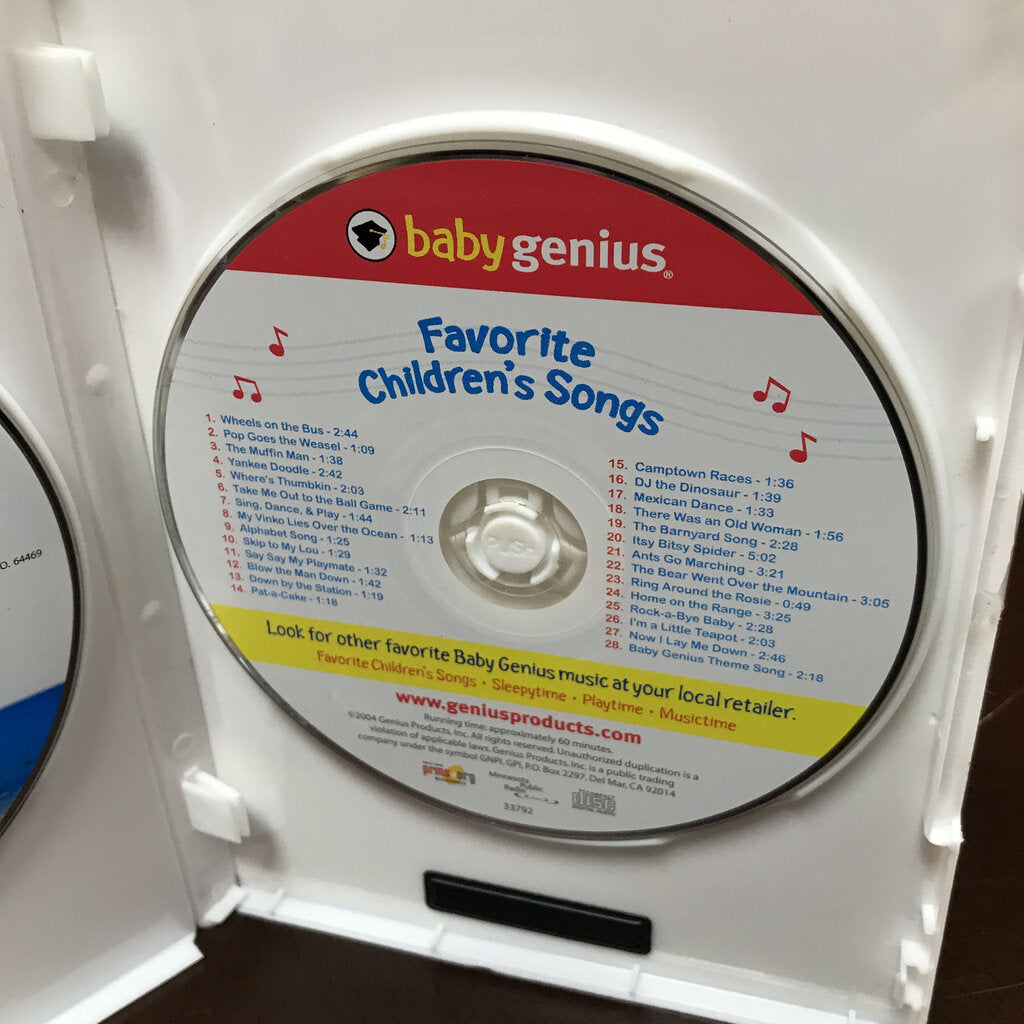 baby genius®
Favorite
Children's Songs
1. Wheels on the Bus - 2:44
2. Pop Goes the Weasel - 1:09
3. The Muffin Man - 1:38
4. Yankee Doodle - 2:42
5. Where's Thumbkin - 2:03
6. Take Me Out to the Ball Game - 2:11
7. Sing, Dance, & Play - 1:44
8. My Vinko Lies Over the Ocean - 1:13
9. Alphabet Song - 1:25
10. Skip to My Lou - 1:29
11. Say Say My Playmate - 1:32
12. Blow the Man Down - 1:42
13. Down by the Station - 1:19
14. Pat-a-Cake - 1:18
15. Camptown Races - 1:36
16. DJ the Dinosaur - 1:39
17. Mexican Dance - 1:33
18. There Was an Old Woman - 1:56
19. The Barnyard Song - 2:28
20. Itsy Bitsy Spider - 5:02
21. Ants Go Marching - 3:21
22. The Bear Went Over the Mountain - 3:05
23. Ring Around the Rosie - 0:49
24. Home on the Range - 3:25
25. Rock-a-Bye Baby - 2:28
26. I'm a Little Teapot - 2:03
27. Now I Lay Me Down - 2:46
28. Baby Genius Theme Song - 2:18
PUSH
Look for other favorite Baby Genius music at your local retailer.
Favorite Children's Songs • Sleepytime • Playtime • Musictime
www.geniusproducts.com
Running time: approximately 60 minutes.
©2004 Genius Products, Inc. All rights reserved. Unauthorized duplication is a
violation of applicable laws. Genius Products, Inc. is a public trading
company under the symbol GNPI, GPI, P.O. Box 2297, Del Mar, CA 92014
Minnesota
Public
Radio
COMPACT
disc
DIGITAL AUDIO
33792
O. 64469